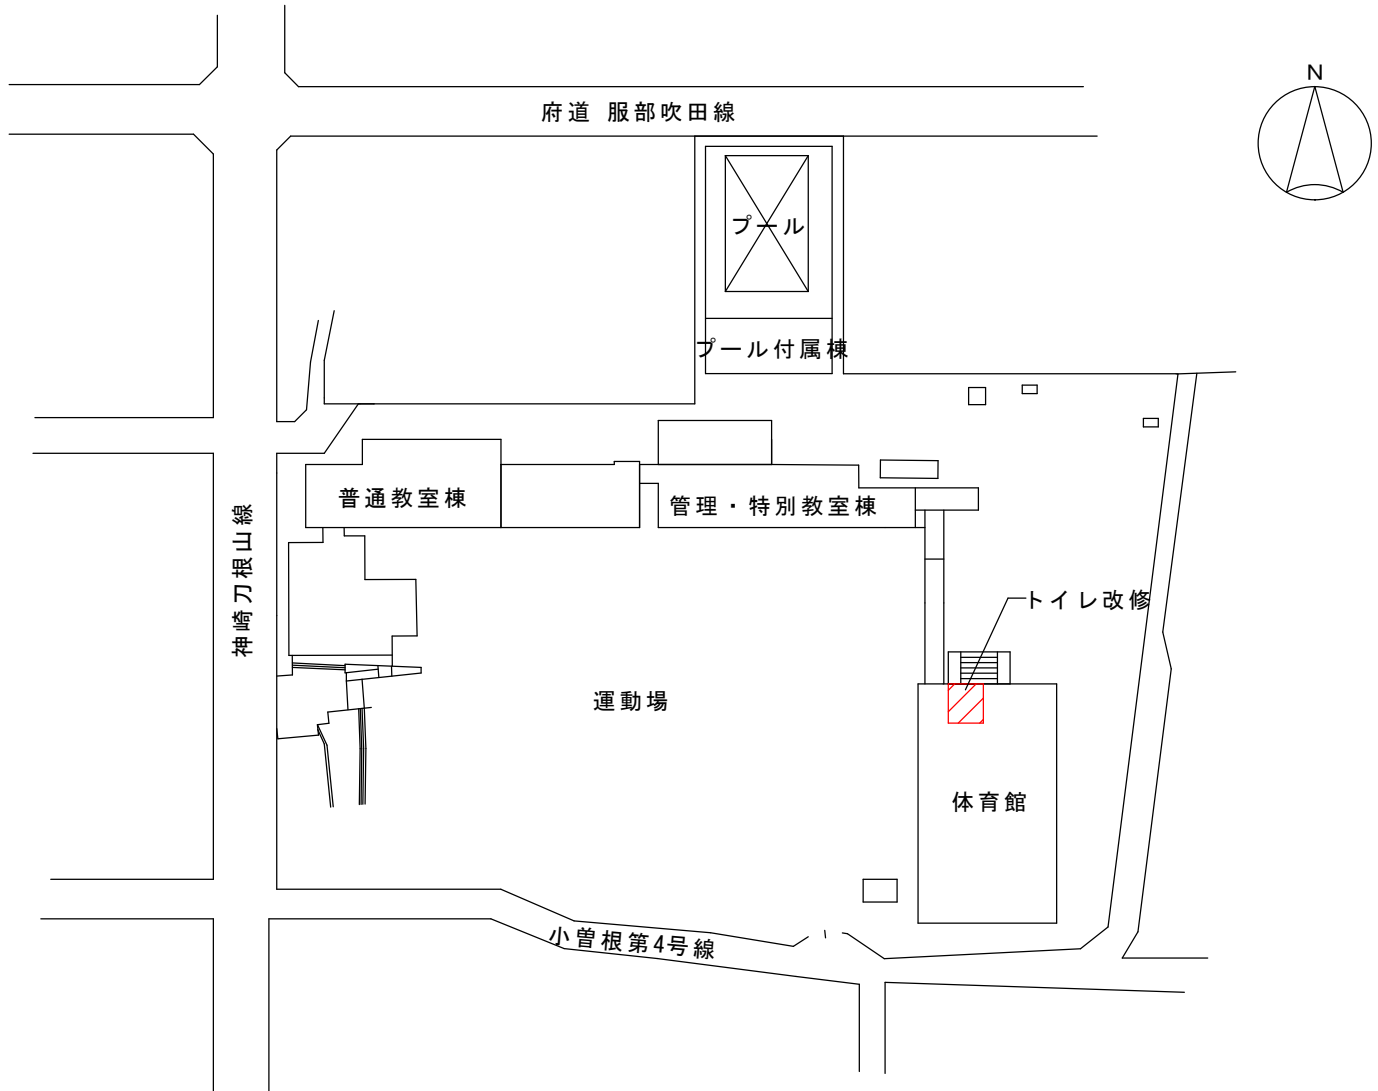 N
府道 服部吹田線
プール
プール付属棟
普通教室棟
管理・特別教室棟
神崎刀根山線
トイレ改修
運動場
体育館
小曽根第4号線